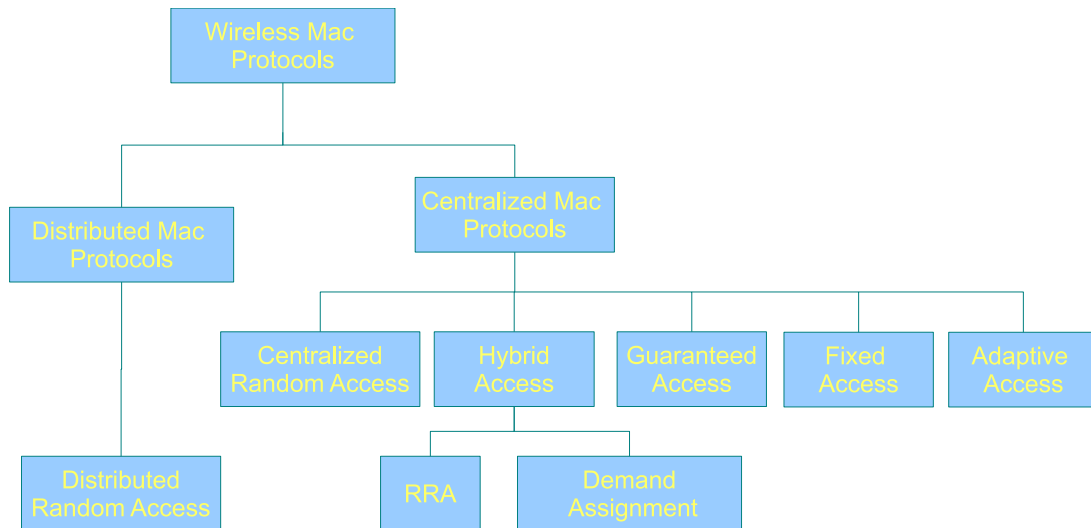 Wireless Mac
Protocols
Centralized Mac
Protocols
Distributed Mac
Protocols
Centralized
Random Access
Hybrid
Access
Guaranteed
Access
Fixed
Access
Adaptive
Access
Distributed
Random Access
RRA
Demand
Assignment